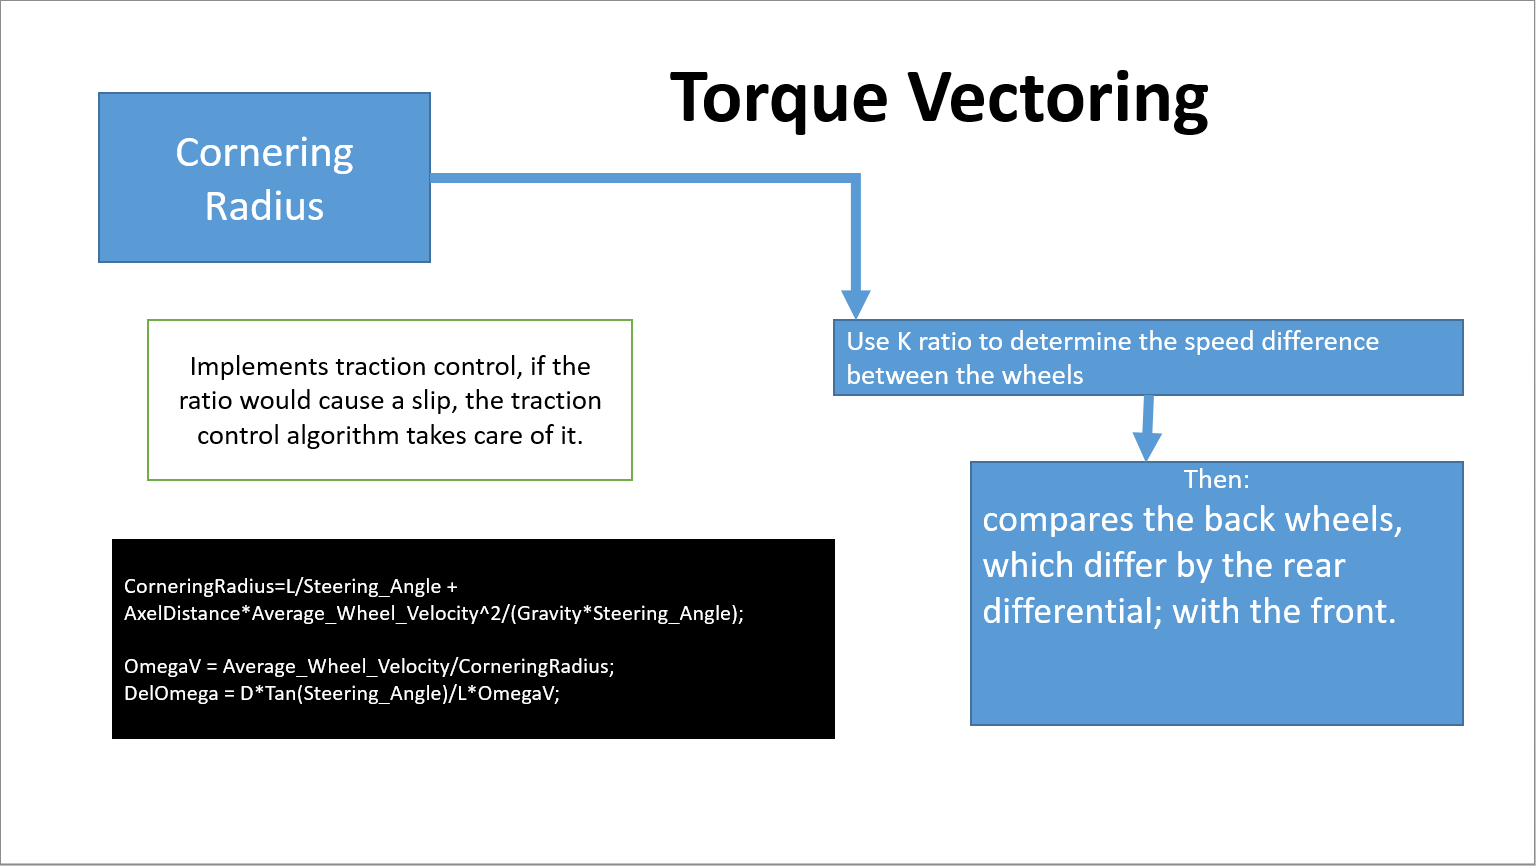 Torque Vectoring
Cornering
Radius
Use K ratio to determine the speed difference
between the wheels
Implements traction control, if the
ratio would cause a slip, the traction
control algorithm takes care of it.
Then:
compares the back wheels,
which differ by the rear
differential; with the front.
CorneringRadius=L/Steering_Angle +
AxelDistance*Average_Wheel_Velocity^2/(Gravity*Steering_Angle);
OmegaV = Average_Wheel_Velocity/CorneringRadius;
DelOmega = D*Tan(Steering_Angle)/L*OmegaV;